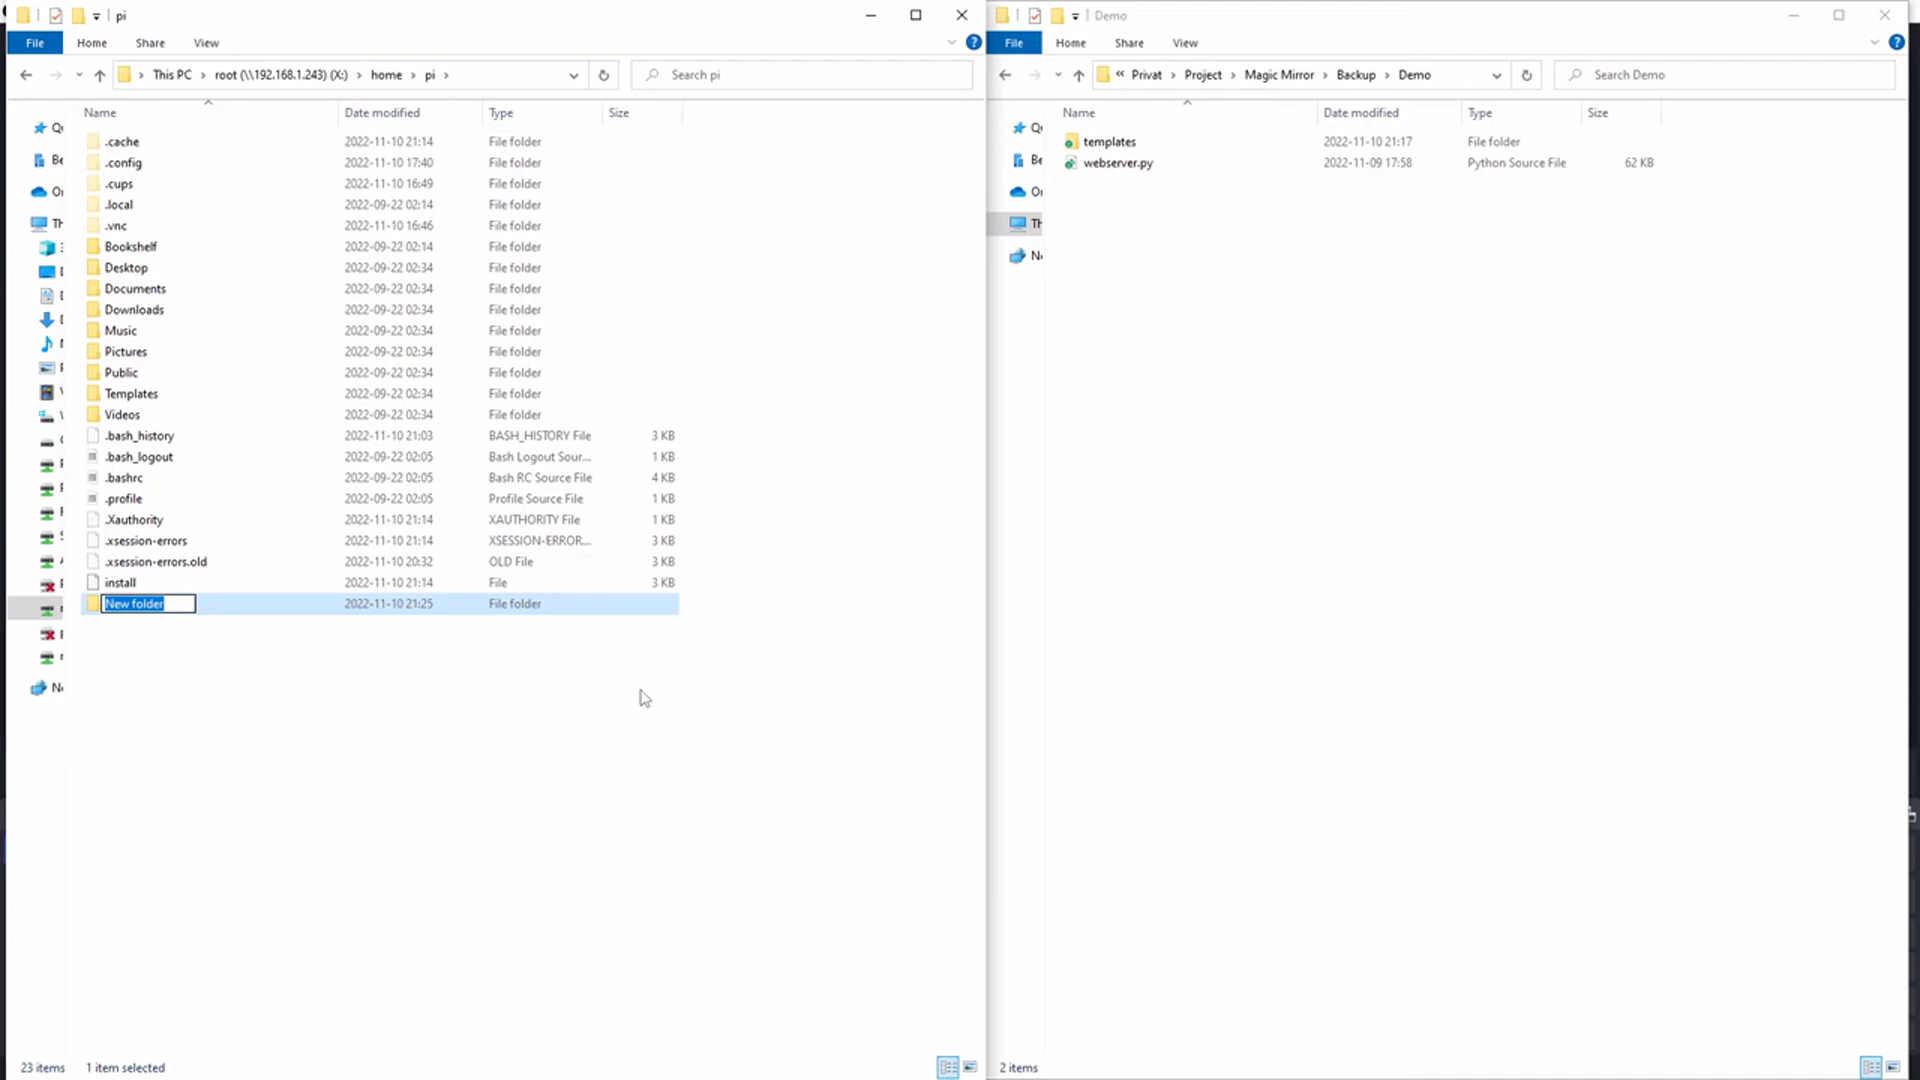 pi
File Home Share View
This PC root (\\192.168.1.243) (X:) home pi
Search pi
Name Date modified Type Size
.cache 2022-11-10 21:14 File folder
.config 2022-11-10 17:40 File folder
.cups 2022-11-10 16:49 File folder
.local 2022-09-22 02:14 File folder
.vnc 2022-11-10 16:46 File folder
Bookshelf 2022-09-22 02:14 File folder
Desktop 2022-09-22 02:34 File folder
Documents 2022-09-22 02:34 File folder
Downloads 2022-09-22 02:34 File folder
Music 2022-09-22 02:34 File folder
Pictures 2022-09-22 02:34 File folder
Public 2022-09-22 02:34 File folder
Templates 2022-09-22 02:34 File folder
Videos 2022-09-22 02:34 File folder
.bash_history 2022-11-10 21:03 BASH_HISTORY File 3 KB
.bash_logout 2022-09-22 02:05 Bash Logout Sour... 1 KB
.bashrc 2022-09-22 02:05 Bash RC Source File 4 KB
.profile 2022-09-22 02:05 Profile Source File 1 KB
.Xauthority 2022-11-10 21:14 XAUTHORITY File 1 KB
.xsession-errors 2022-11-10 21:14 XSESSION-ERROR... 3 KB
.xsession-errors.old 2022-11-10 20:32 OLD File 3 KB
install 2022-11-10 21:14 File 3 KB
New folder 2022-11-10 21:25 File folder
23 items 1 item selected
Demo
File Home Share View
« Privat Project Magic Mirror Backup Demo
Search Demo
Name Date modified Type Size
templates 2022-11-10 21:17 File folder
webserver.py 2022-11-09 17:58 Python Source File 62 KB
2 items